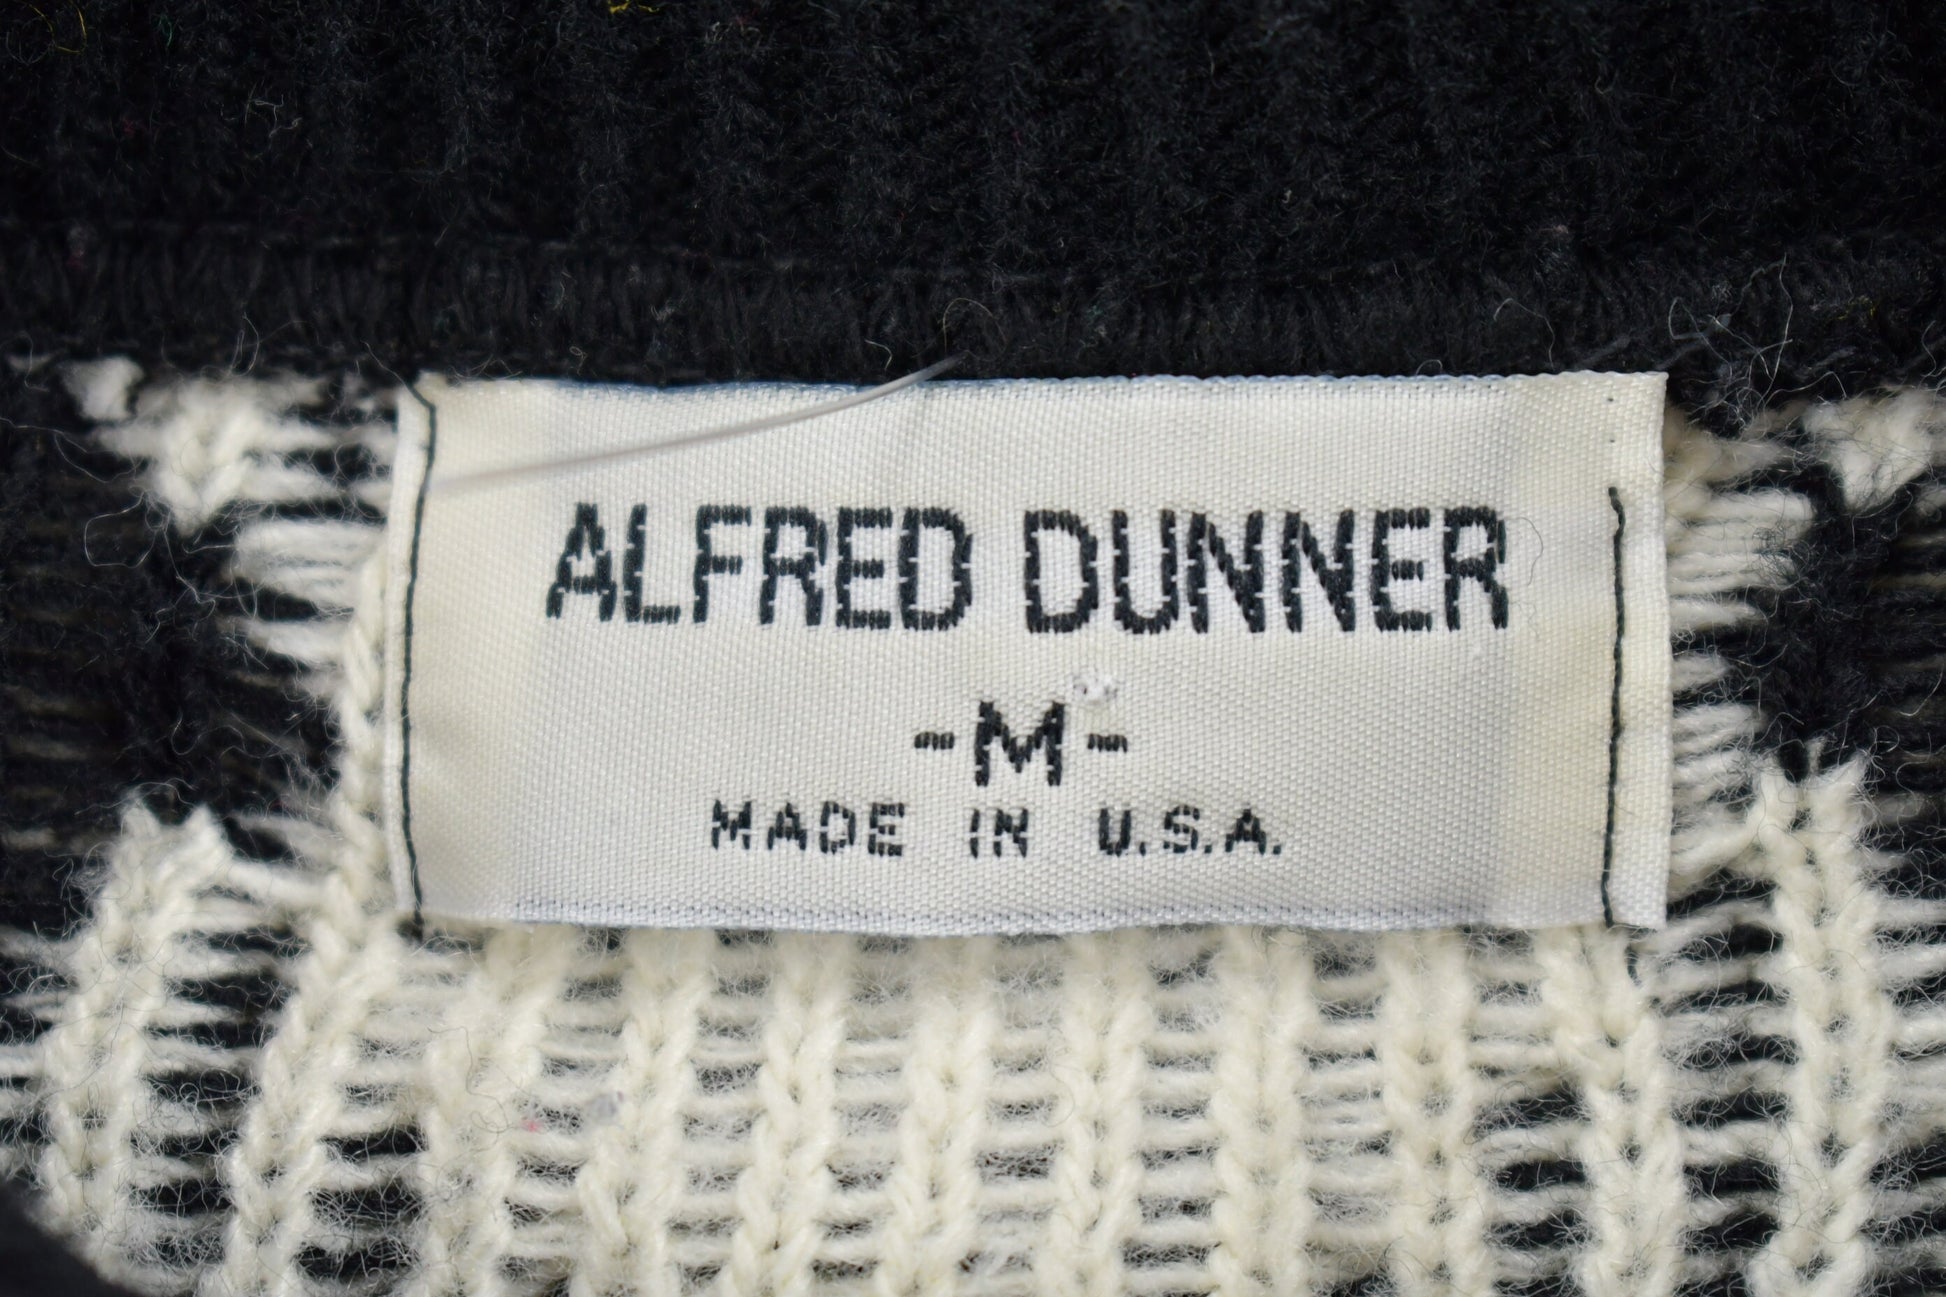 ALFRED DUNNER
-M-
MADE IN U.S.A.